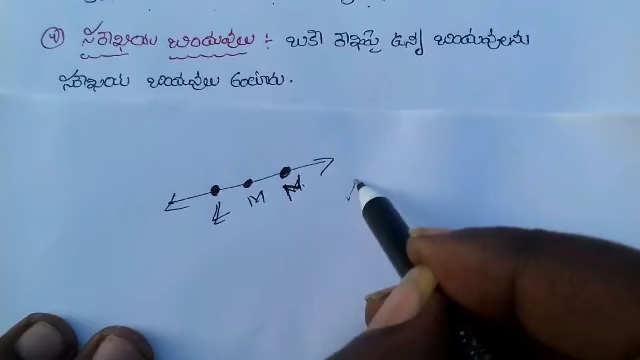 4) సరేఖీయ బిందువులు : ఒకే రేఖపై ఉన్న బిందువులను
సరేఖీయ బిందువులు అందురు.
L M